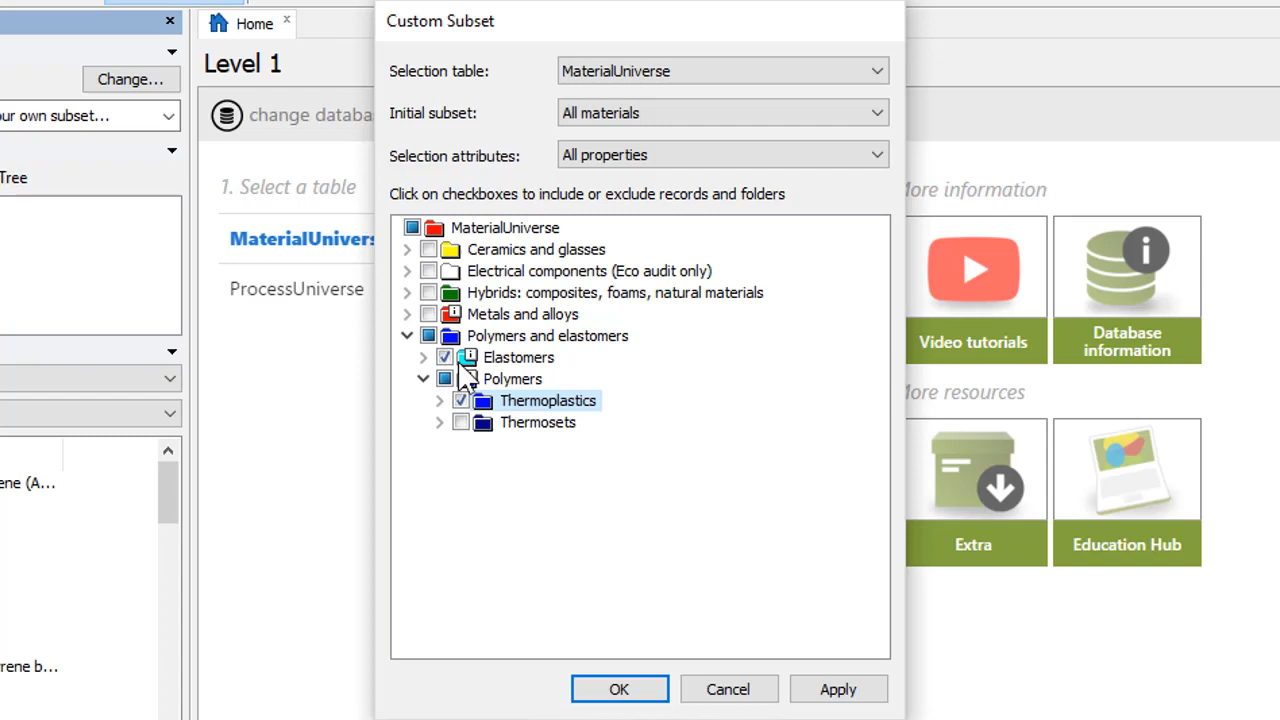 Custom Subset
Home
Level 1
Change...
our own subset...
change databa
Tree
1. Select a table
MaterialUnivers
ProcessUniverse
Selection table:
MaterialUniverse
Initial subset:
All materials
Selection attributes:
All properties
Click on checkboxes to include or exclude records and folders
MaterialUniverse
Ceramics and glasses
Electrical components (Eco audit only)
Hybrids: composites, foams, natural materials
Metals and alloys
Polymers and elastomers
Elastomers
Polymers
Thermoplastics
Thermosets
OK
Cancel
Apply
ene (A...
rene b...
More information
Video tutorials
Database
information
More resources
Extra
Education Hub